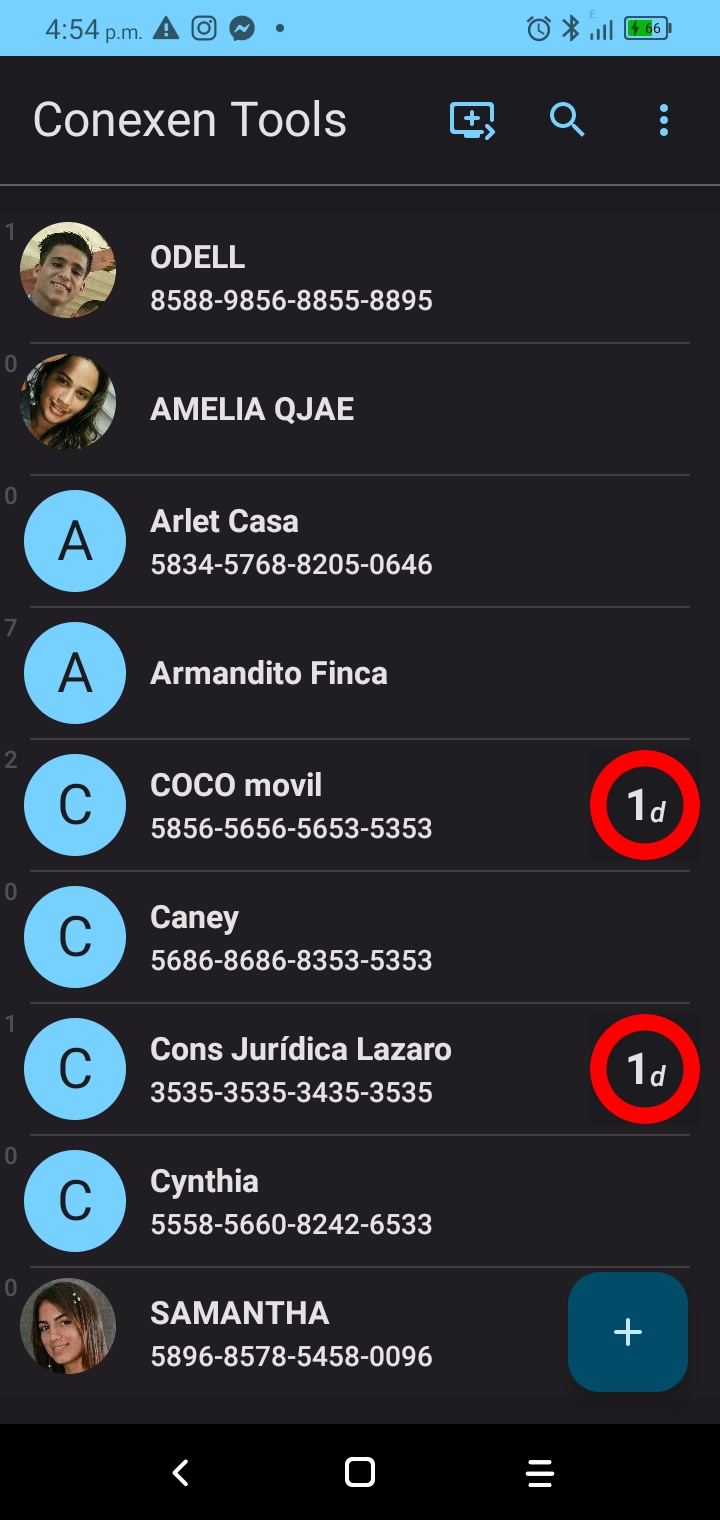 4:54 p.m.
E
66
Conexen Tools
1
ODELL
8588-9856-8855-8895
0
AMELIA QJAE
0
A
Arlet Casa
5834-5768-8205-0646
7
A
Armandito Finca
2
C
COCO movil
5856-5656-5653-5353
1d
0
C
Caney
5686-8686-8353-5353
1
C
Cons Jurídica Lazaro
3535-3535-3435-3535
1d
0
C
Cynthia
5558-5660-8242-6533
0
SAMANTHA
5896-8578-5458-0096